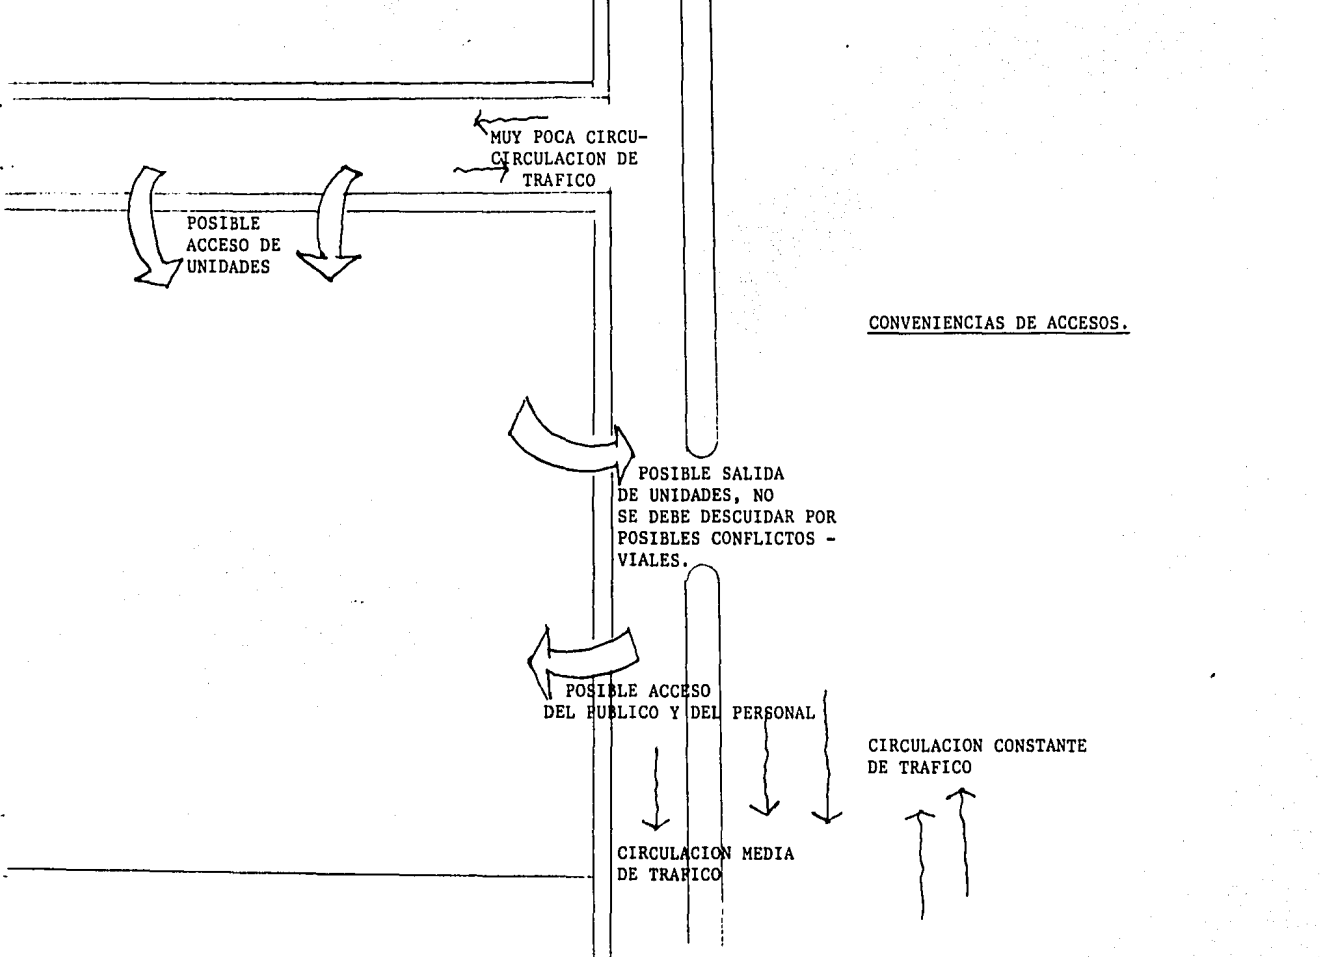 MUY POCA CIRCU-
CIRCULACION DE
TRAFICO
POSIBLE
ACCESO DE
UNIDADES
CONVENIENCIAS DE ACCESOS.
POSIBLE SALIDA
DE UNIDADES, NO
SE DEBE DESCUIDAR POR
POSIBLES CONFLICTOS -
VIALES.
POSIBLE ACCESO
DEL PUBLICO Y DEL PERSONAL
CIRCULACION CONSTANTE
DE TRAFICO
CIRCULACION MEDIA
DE TRAFICO